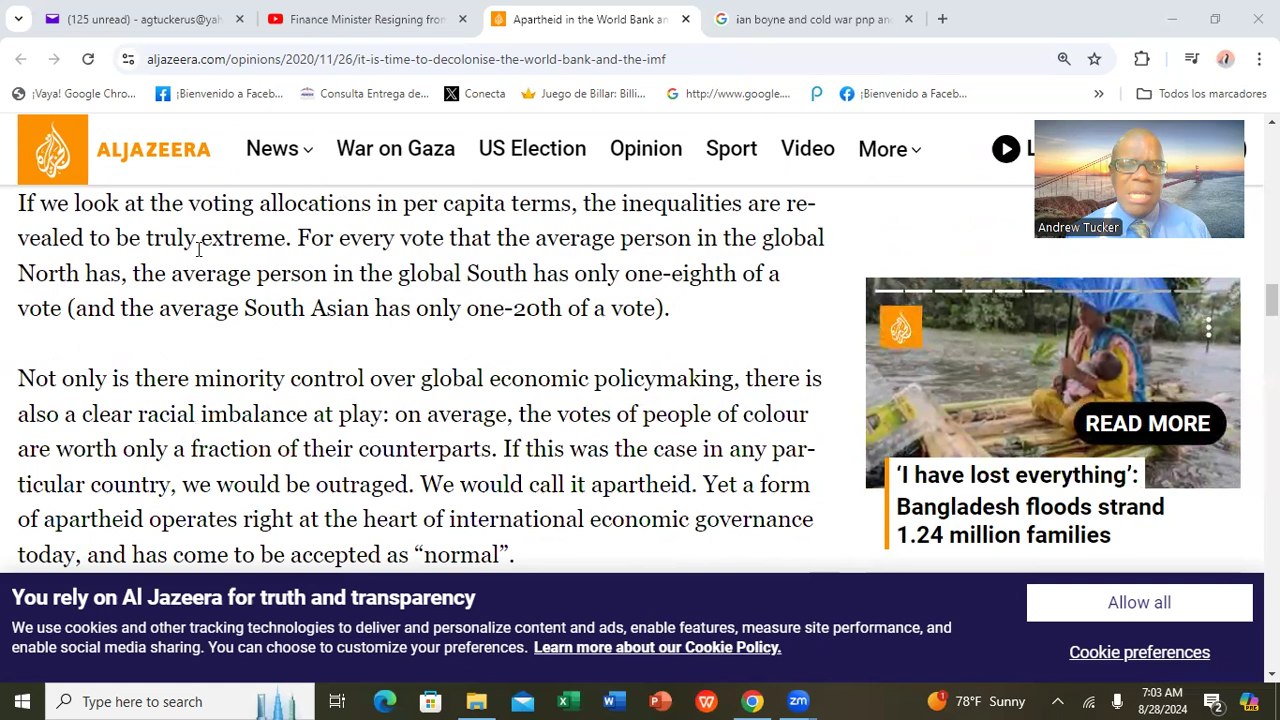 (125 unread) - agtuckerus@yah
Finance Minister Resigning from
Apartheid in the World Bank an
ian boyne and cold war pnp and
aljazeera.com/opinions/2020/11/26/it-is-time-to-decolonise-the-world-bank-and-the-imf
¡Vaya! Google Chro...
¡Bienvenido a Faceb...
Consulta Entrega de...
Conecta
Juego de Billar: Billi...
http://www.google....
¡Bienvenido a Faceb...
»
Todos los marcadores
ALJAZEERA
News
War on Gaza
US Election
Opinion
Sport
Video
More
L
Andrew Tucker
If we look at the voting allocations in per capita terms, the inequalities are re-
vealed to be truly extreme. For every vote that the average person in the global
North has, the average person in the global South has only one-eighth of a
vote (and the average South Asian has only one-20th of a vote).
Not only is there minority control over global economic policymaking, there is
also a clear racial imbalance at play: on average, the votes of people of colour
are worth only a fraction of their counterparts. If this was the case in any par-
ticular country, we would be outraged. We would call it apartheid. Yet a form
of apartheid operates right at the heart of international economic governance
today, and has come to be accepted as “normal”.
READ MORE
‘I have lost everything’:
Bangladesh floods strand
1.24 million families
You rely on Al Jazeera for truth and transparency
We use cookies and other tracking technologies to deliver and personalize content and ads, enable features, measure site performance, and
enable social media sharing. You can choose to customize your preferences. Learn more about our Cookie Policy.
Allow all
Cookie preferences
Type here to search
1
78°F Sunny
7:03 AM
8/28/2024
2